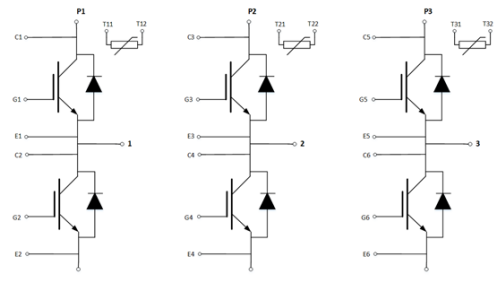 P1 P2 P3
T11 T12 T21 T22 T31 T32
C1 C3 C5
G1 G3 G5
E1 E3 E5
1 2 3
C2 C4 C6
G2 G4 G6
E2 E4 E6